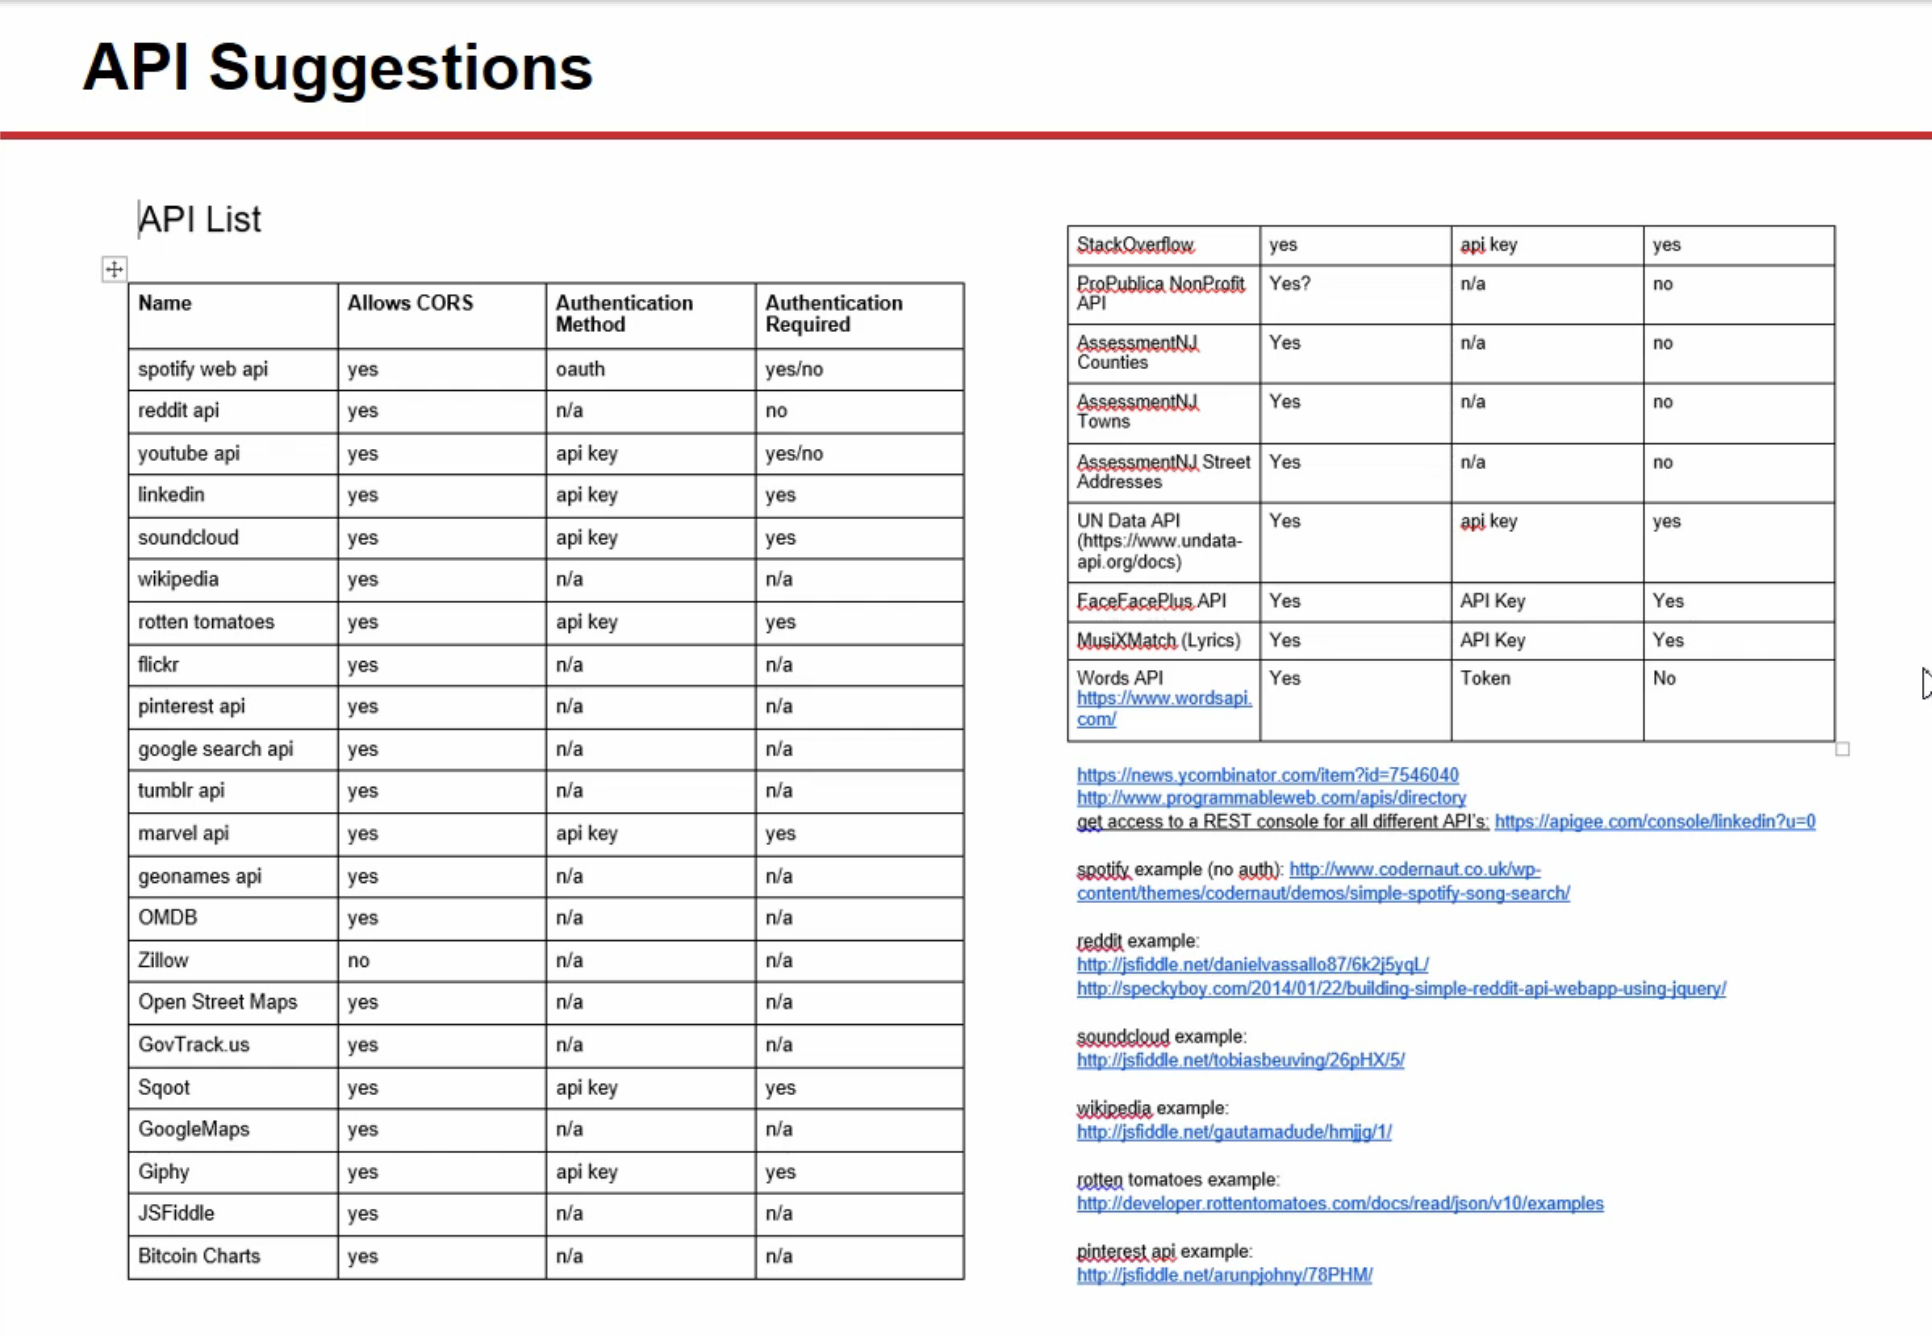 API Suggestions
API List
Name Allows CORS Authentication Method Authentication Required
spotify web api yes oauth yes/no
reddit api yes n/a no
youtube api yes api key yes/no
linkedin yes api key yes
soundcloud yes api key yes
wikipedia yes n/a n/a
rotten tomatoes yes api key yes
flickr yes n/a n/a
pinterest api yes n/a n/a
google search api yes n/a n/a
tumblr api yes n/a n/a
marvel api yes api key yes
geonames api yes n/a n/a
OMDB yes n/a n/a
Zillow no n/a n/a
Open Street Maps yes n/a n/a
GovTrack.us yes n/a n/a
Sqoot yes api key yes
GoogleMaps yes n/a n/a
Giphy yes api key yes
JSFiddle yes n/a n/a
Bitcoin Charts yes n/a n/a
StackOverflow yes api key yes
ProPublica NonProfit API Yes? n/a no
AssessmentNJ Counties Yes n/a no
AssessmentNJ Towns Yes n/a no
AssessmentNJ Street Addresses Yes n/a no
UN Data API (https://www.undata-api.org/docs) Yes api key yes
FaceFacePlus API Yes API Key Yes
MusiXMatch (Lyrics) Yes API Key Yes
Words API https://www.wordsapi.com/ Yes Token No
https://news.ycombinator.com/item?id=7546040
http://www.programmableweb.com/apis/directory
get access to a REST console for all different API's: https://apigee.com/console/linkedin?u=0
spotify example (no auth): http://www.codernaut.co.uk/wp-
content/themes/codernaut/demos/simple-spotify-song-search/
reddit example:
http://jsfiddle.net/danielvassallo87/6k2j5yqL/
http://speckyboy.com/2014/01/22/building-simple-reddit-api-webapp-using-jquery/
soundcloud example:
http://jsfiddle.net/tobiasbeuving/26pHX/5/
wikipedia example:
http://jsfiddle.net/gautamadude/hmjjg/1/
rotten tomatoes example:
http://developer.rottentomatoes.com/docs/read/json/v10/examples
pinterest api example:
http://jsfiddle.net/arunpjohny/78PHM/